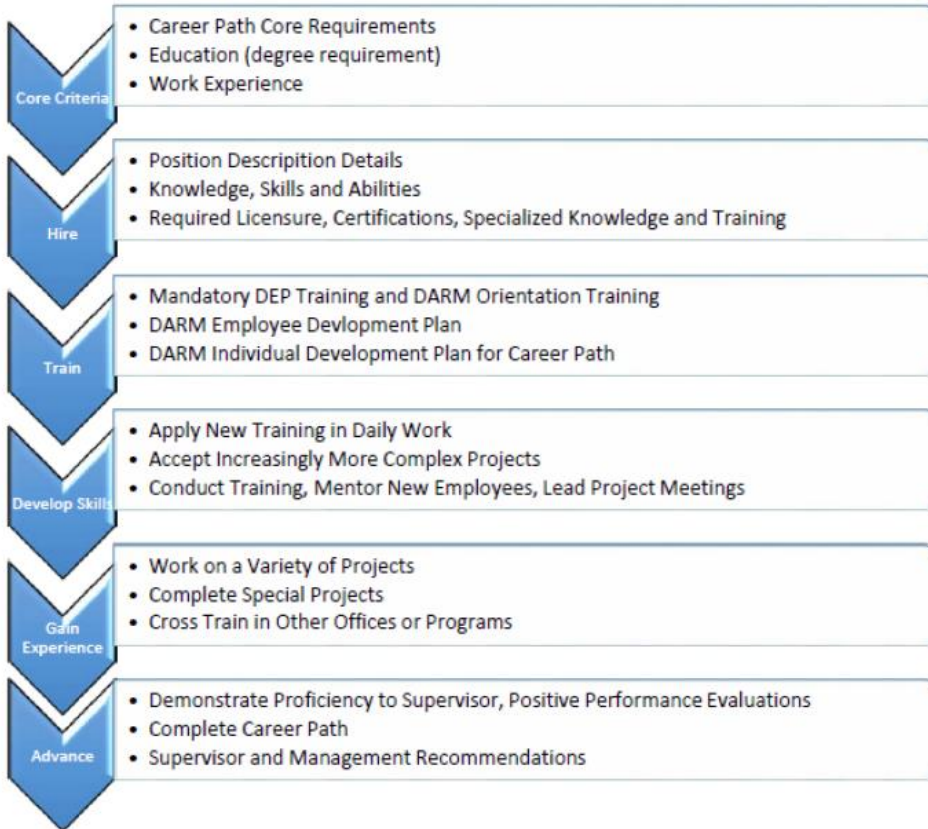 • Career Path Core Requirements
• Education (degree requirement)
• Work Experience
Core Criteria
• Position Descripition Details
• Knowledge, Skills and Abilities
• Required Licensure, Certifications, Specialized Knowledge and Training
Hire
• Mandatory DEP Training and DARM Orientation Training
• DARM Employee Devlopment Plan
• DARM Individual Development Plan for Career Path
Train
• Apply New Training in Daily Work
• Accept Increasingly More Complex Projects
• Conduct Training, Mentor New Employees, Lead Project Meetings
Develop Skills
• Work on a Variety of Projects
• Complete Special Projects
• Cross Train in Other Offices or Programs
Gain
Experience
• Demonstrate Proficiency to Supervisor, Positive Performance Evaluations
• Complete Career Path
• Supervisor and Management Recommendations
Advance